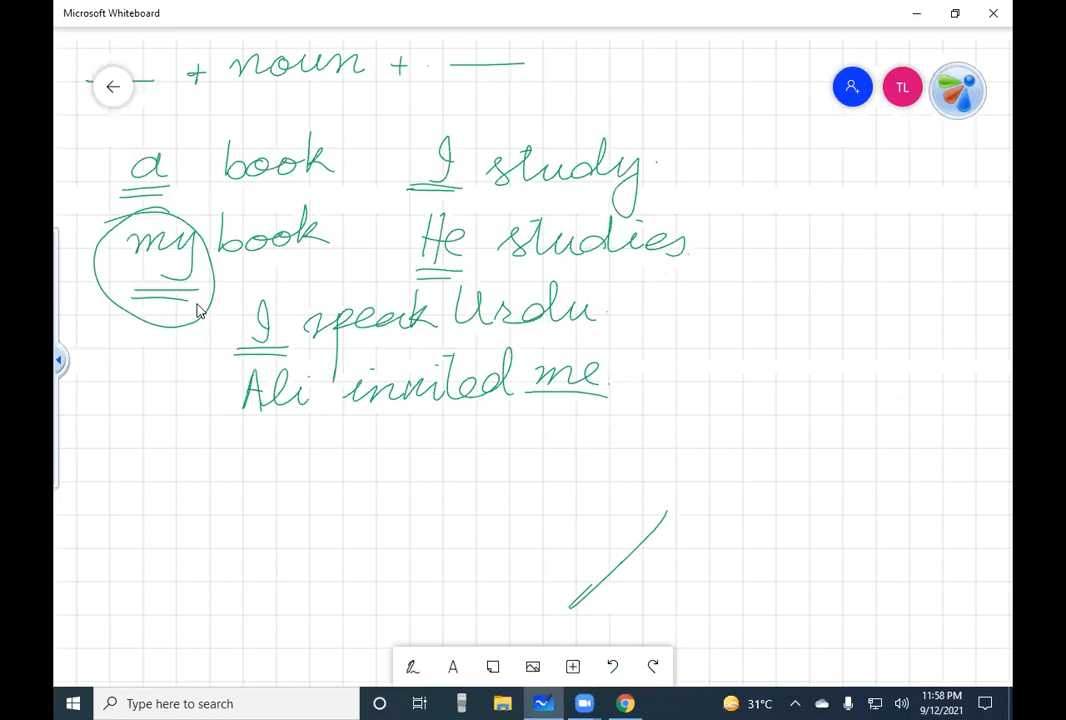 Microsoft Whiteboard
+ noun +
TL
a book I study.
my book He studies.
I speak Urdu.
Ali invited me.
A
Type here to search
31°C
11:58 PM
9/12/2021